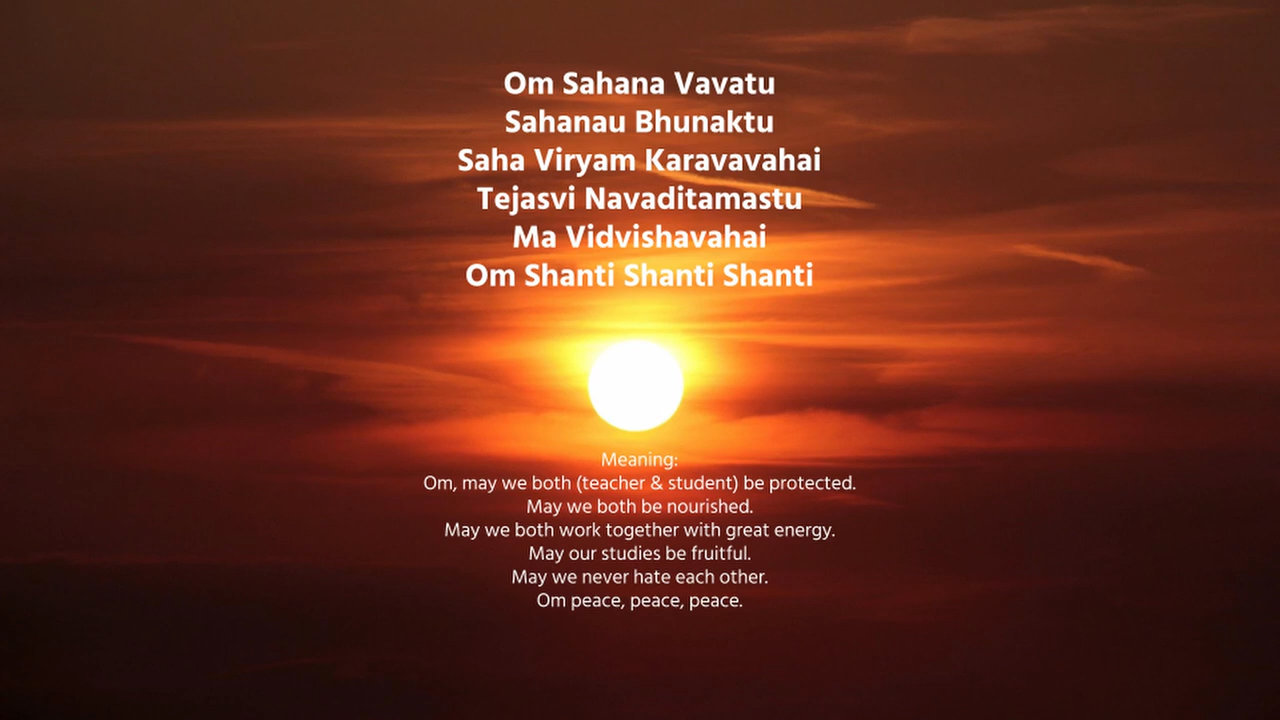 Om Sahana Vavatu
Sahanau Bhunaktu
Saha Viryam Karavavahai
Tejasvi Navaditamastu
Ma Vidvishavahai
Om Shanti Shanti Shanti
Meaning:
Om, may we both (teacher & student) be protected.
May we both be nourished.
May we both work together with great energy.
May our studies be fruitful.
May we never hate each other.
Om peace, peace, peace.